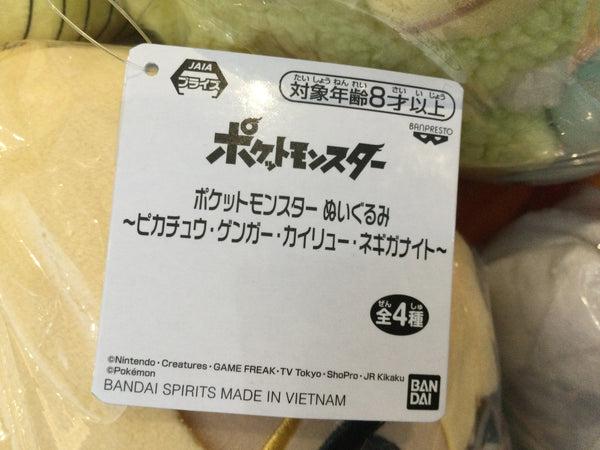 JAIA
プライズ
たいしょうねんれい さい いじょう
対象年齢8才以上
BANPRESTO
ポケットモンスター
ポケットモンスター ぬいぐるみ
～ピカチュウ・ゲンガー・カイリュー・ネギガナイト～
ぜん しゅ
全4種
©Nintendo・Creatures・GAME FREAK・TV Tokyo・ShoPro・JR Kikaku
©Pokémon
BANDAI SPIRITS MADE IN VIETNAM
BAN
DAI